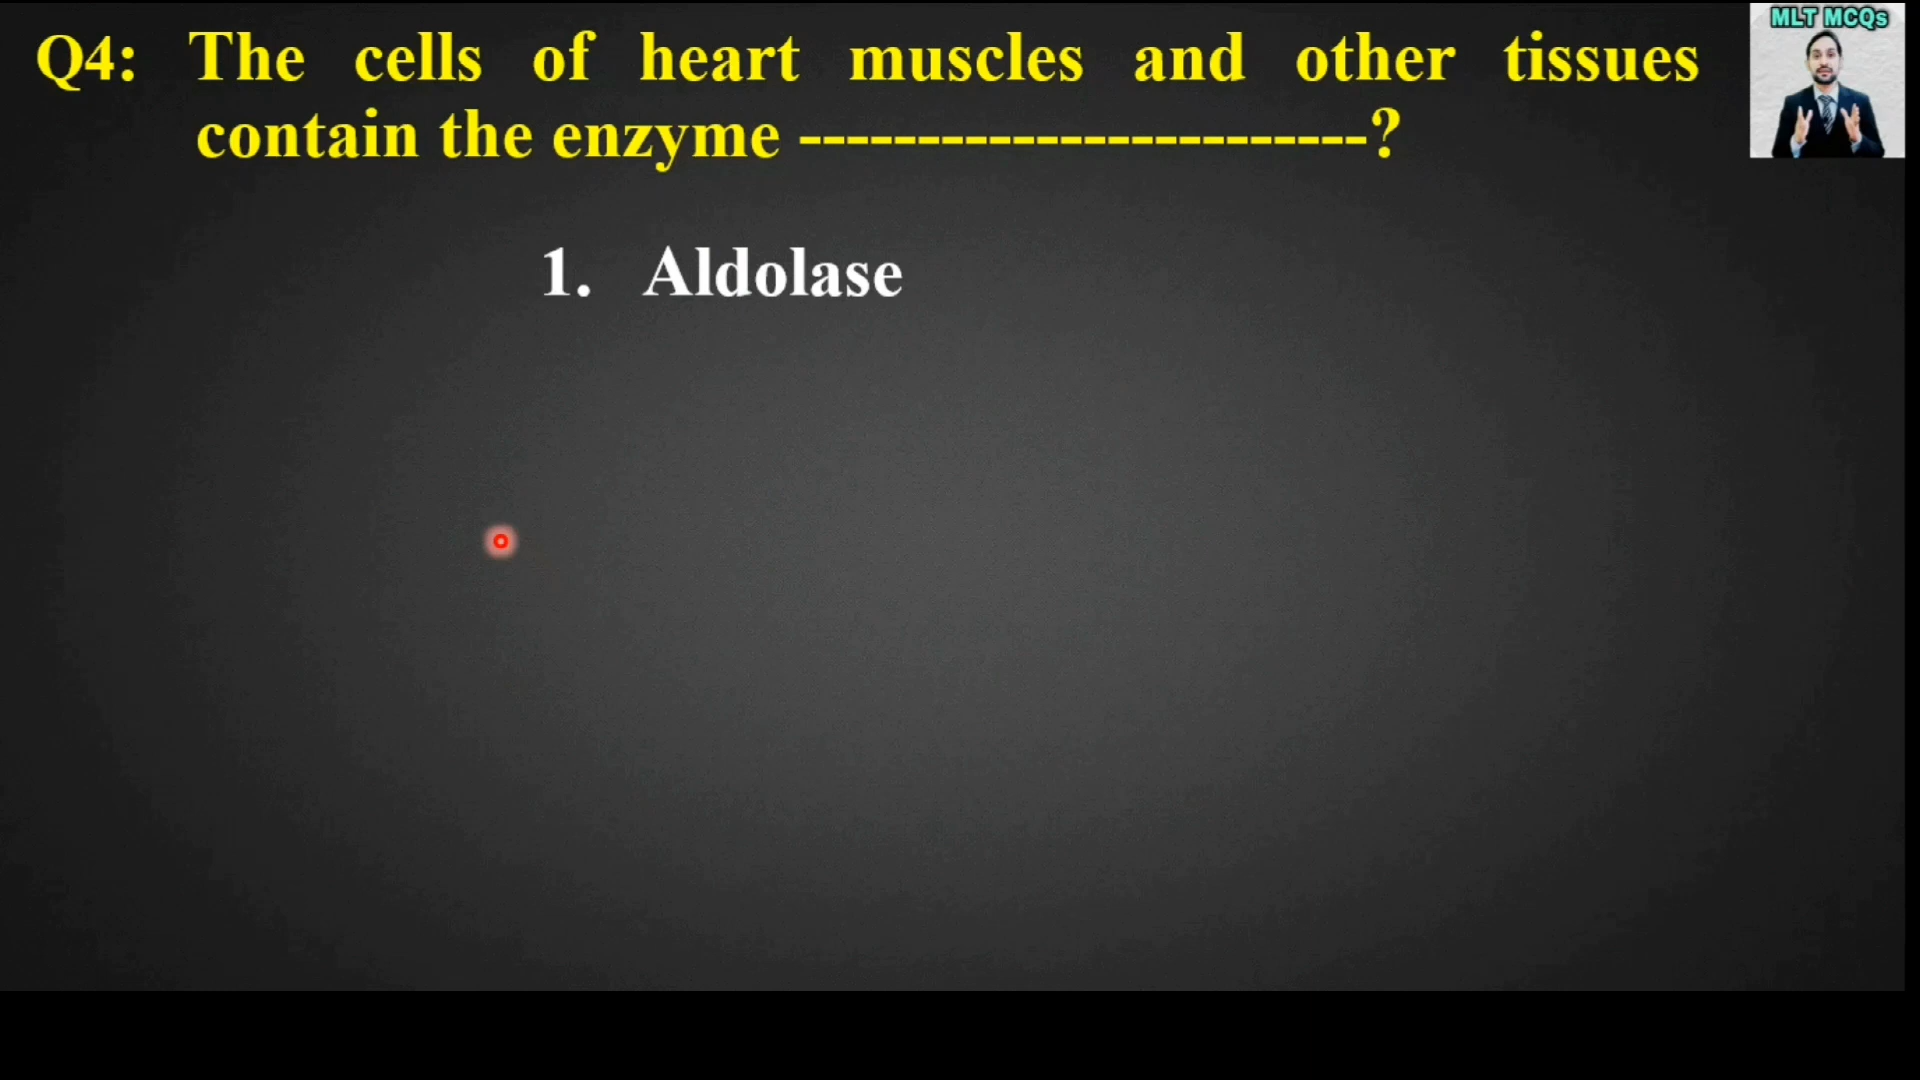 MLT MCQs
Q4: The cells of heart muscles and other tissues
contain the enzyme ------------------------?
1. Aldolase